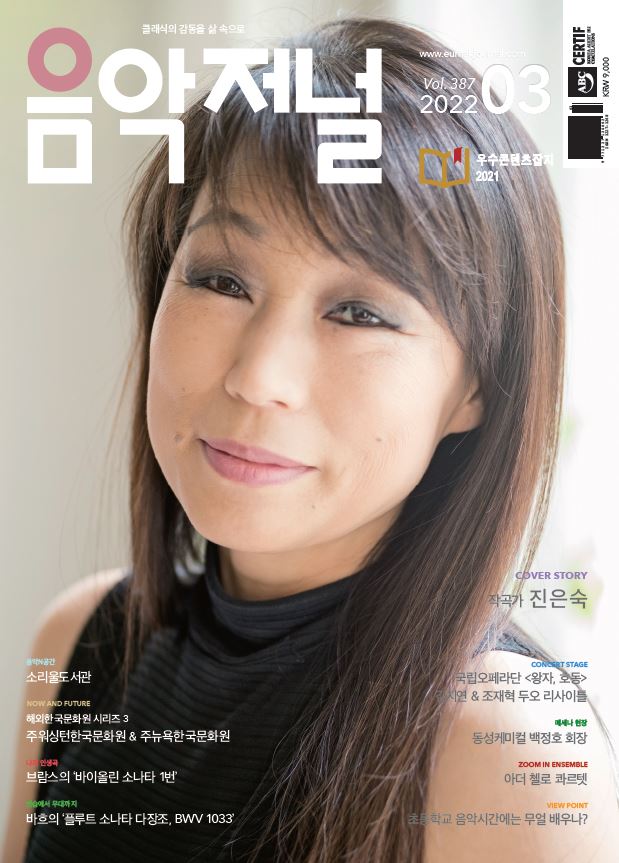 클래식의 감동을 삶 속으로
음악저널
Vol. 387
2022 03
우수콘텐츠잡지
2021
ABC
CERTIF
KRW 9,000
COVER STORY
작곡가 진은숙
음악N공간
소리울도서관
NOW AND FUTURE
해외한국문화원 시리즈 3
주워싱턴한국문화원 & 주뉴욕한국문화원
인생곡
브람스의 '바이올린 소나타 1번'
무대까지
바흐의 '플루트 소나타 다장조, BWV 1033'
CONCERT STAGE
국립오페라단 <왕자, 호동>
& 조재혁 두오 리사이틀
메세나 현장
동성케미컬 백정호 회장
ZOOM IN ENSEMBLE
아더 첼로 콰르텟
VIEW POINT
초등학교 음악시간에는 무얼 배우나?